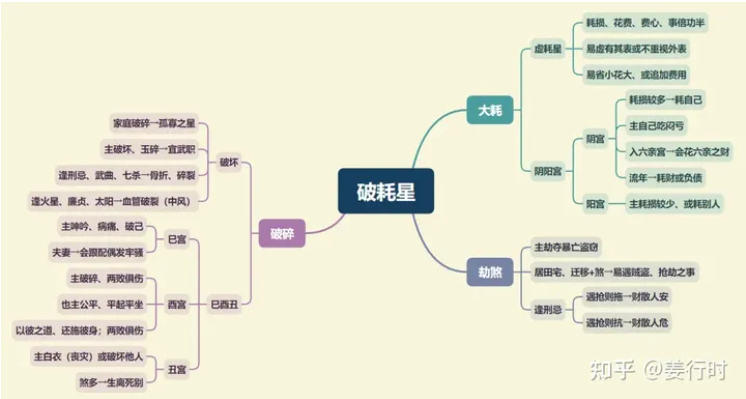 破耗星
大耗
虚耗星
耗损、花费、费心、事倍功半
易虚有其表或不重视外表
易省小花大、或追加费用
阴阳宫
阴宫
耗损较多一耗自己
主自己吃闷亏
入六亲宫一会花六亲之财
流年一耗财或负债
阳宫
主耗损较少、或耗别人
劫煞
主劫夺暴亡盗窃
居田宅、迁移+煞一易遇贼盗、抢劫之事
逢刑忌
遇抢则拖一财散人安
遇抢则抗一财散人危
破碎
破坏
家庭破碎一孤寡之星
主破坏、玉碎一宜武职
逢刑忌、武曲、七杀一骨折、碎裂
逢火星、廉贞、太阳一血管破裂（中风）
巳酉丑
巳宫
主呻吟、病痛、破己
夫妻一会跟配偶发牢骚
酉宫
主破碎、两败俱伤
也主公平、平起平坐
以彼之道、还施彼身；两败俱伤
丑宫
主白衣（丧灾）或破坏他人
煞多一生离死别
知乎 @姜行时